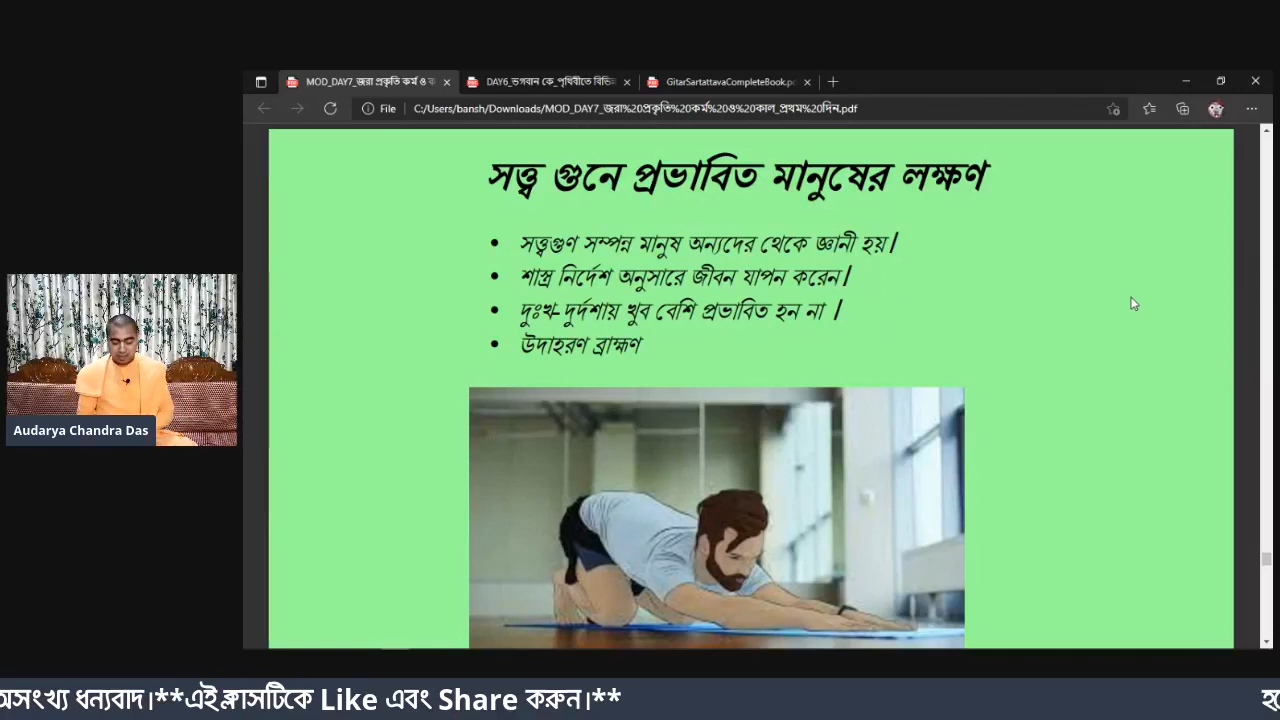 MOD_DAY7_জরা প্রকৃতি কর্ম ও ক
DAY6_ভগবান কে_পৃথিবীতে বিভি
GitarSartattavaCompleteBook.p
File
C:/Users/bansh/Downloads/MOD_DAY7_জরা%20প্রকৃতি%20কর্ম%20ও%20কাল_প্রথম%20দিন.pdf
সত্ত্ব গুনে প্রভাবিত মানুষের লক্ষণ
• সত্ত্বগুণ সম্পন্ন মানুষ অন্যদের থেকে জ্ঞানী হয়।
• শাস্ত্র নির্দেশ অনুসারে জীবন যাপন করেন।
• দুঃখ-দুর্দশায় খুব বেশি প্রভাবিত হন না ।
• উদাহরণ ব্রাহ্মণ
Audarya Chandra Das
অসংখ্য ধন্যবাদ।**এই ক্লাসটিকে Like এবং Share করুন।**